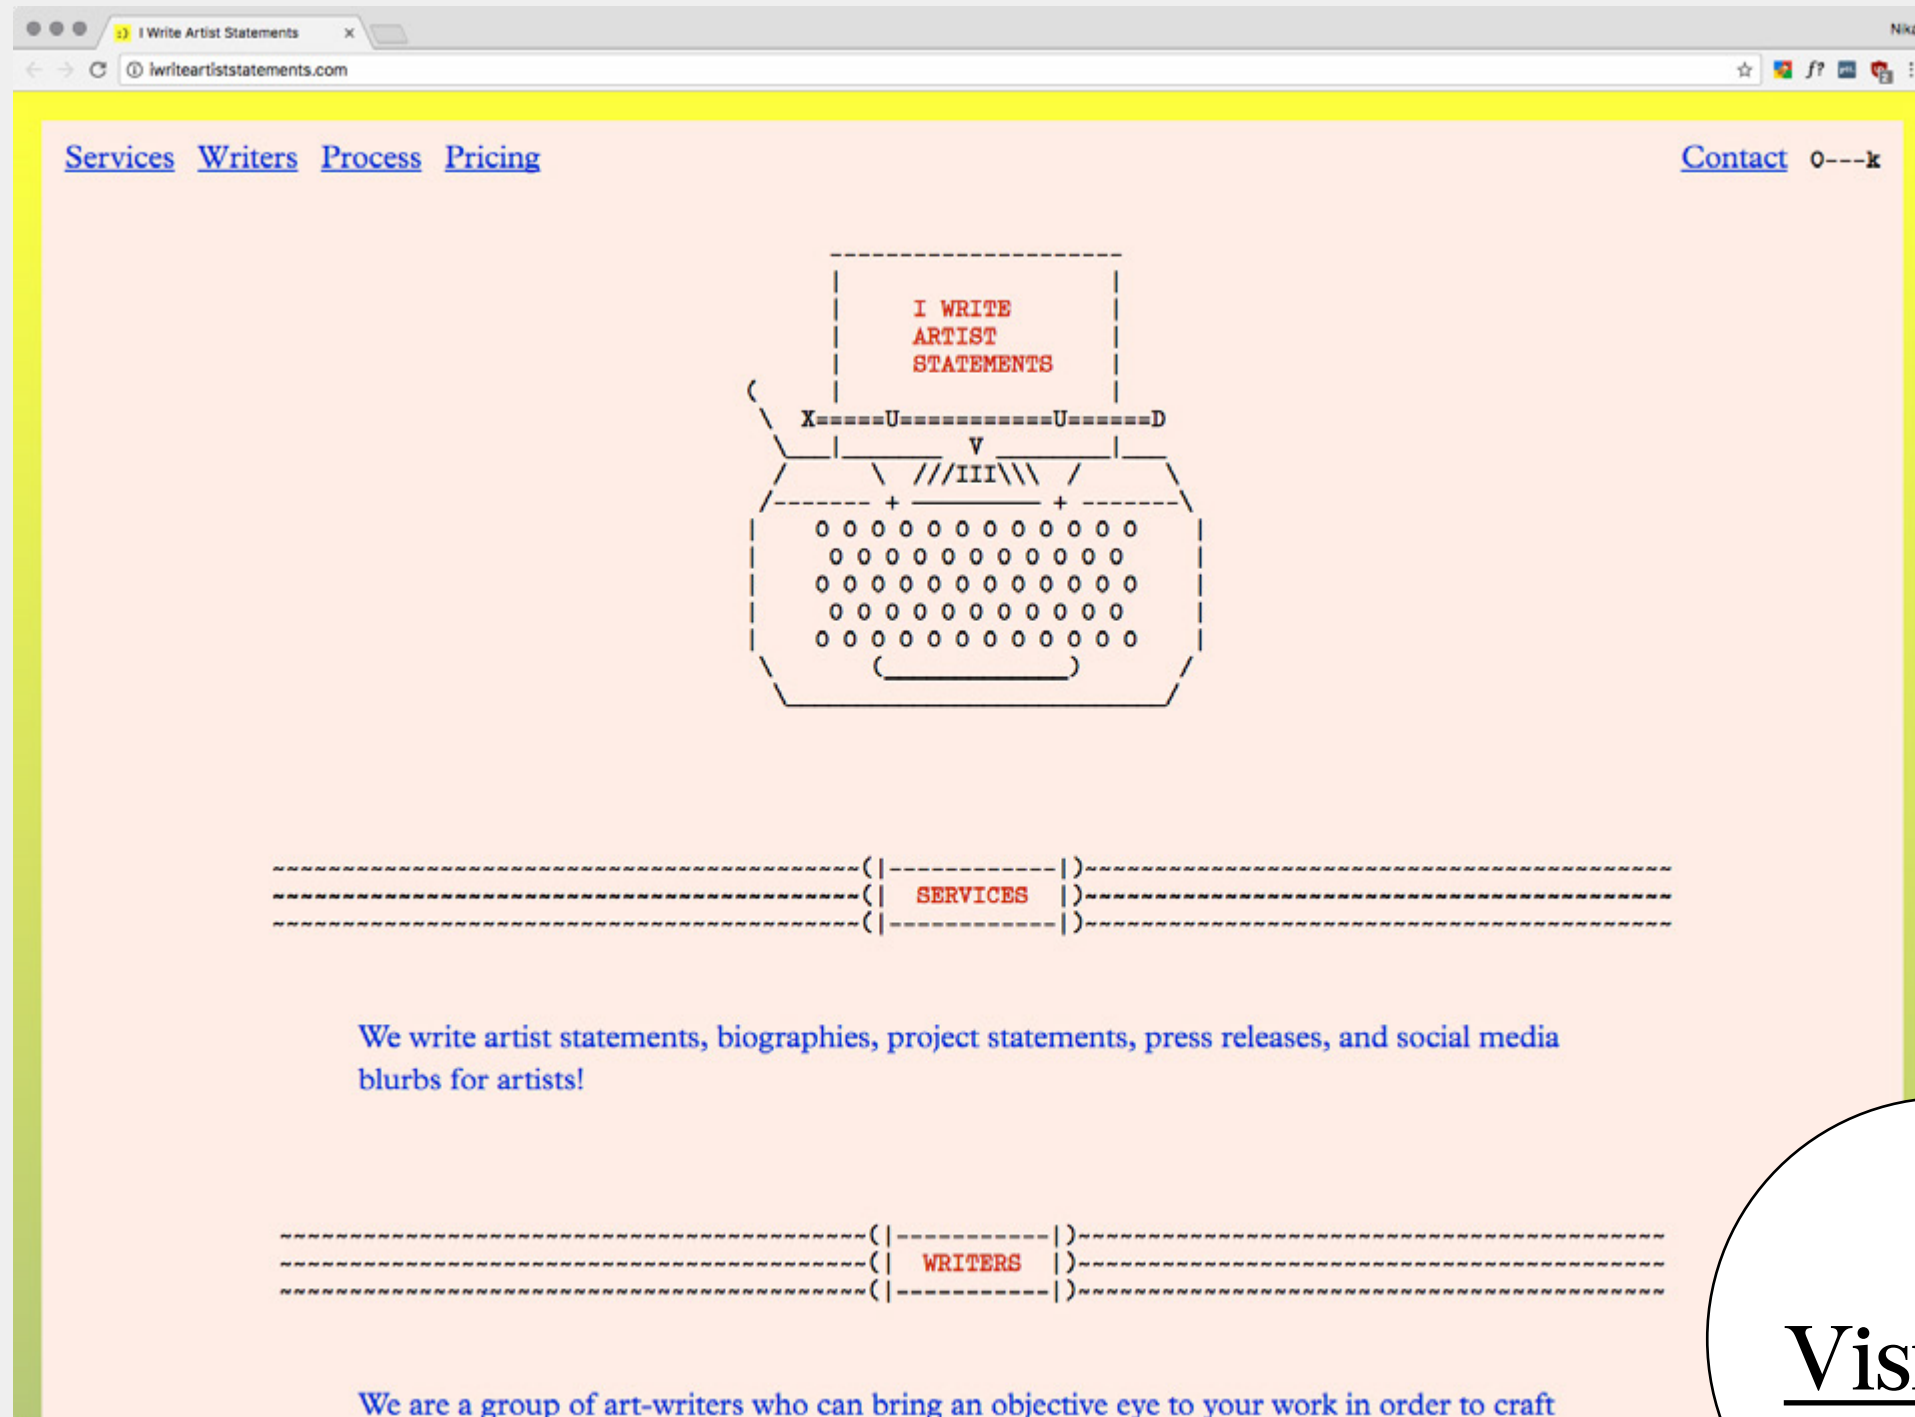 I Write Artist Statements
iwriteartiststatements.com
Services Writers Process Pricing Contact O---k
I WRITE
ARTIST
STATEMENTS
X=====U===========U======D
V
///III\\\
O O O O O O O O O O O O
O O O O O O O O O O O
O O O O O O O O O O O O
O O O O O O O O O O O
O O O O O O O O O O O O
SERVICES
We write artist statements, biographies, project statements, press releases, and social media
blurbs for artists!
WRITERS
We are a group of art-writers who can bring an objective eye to your work in order to craft